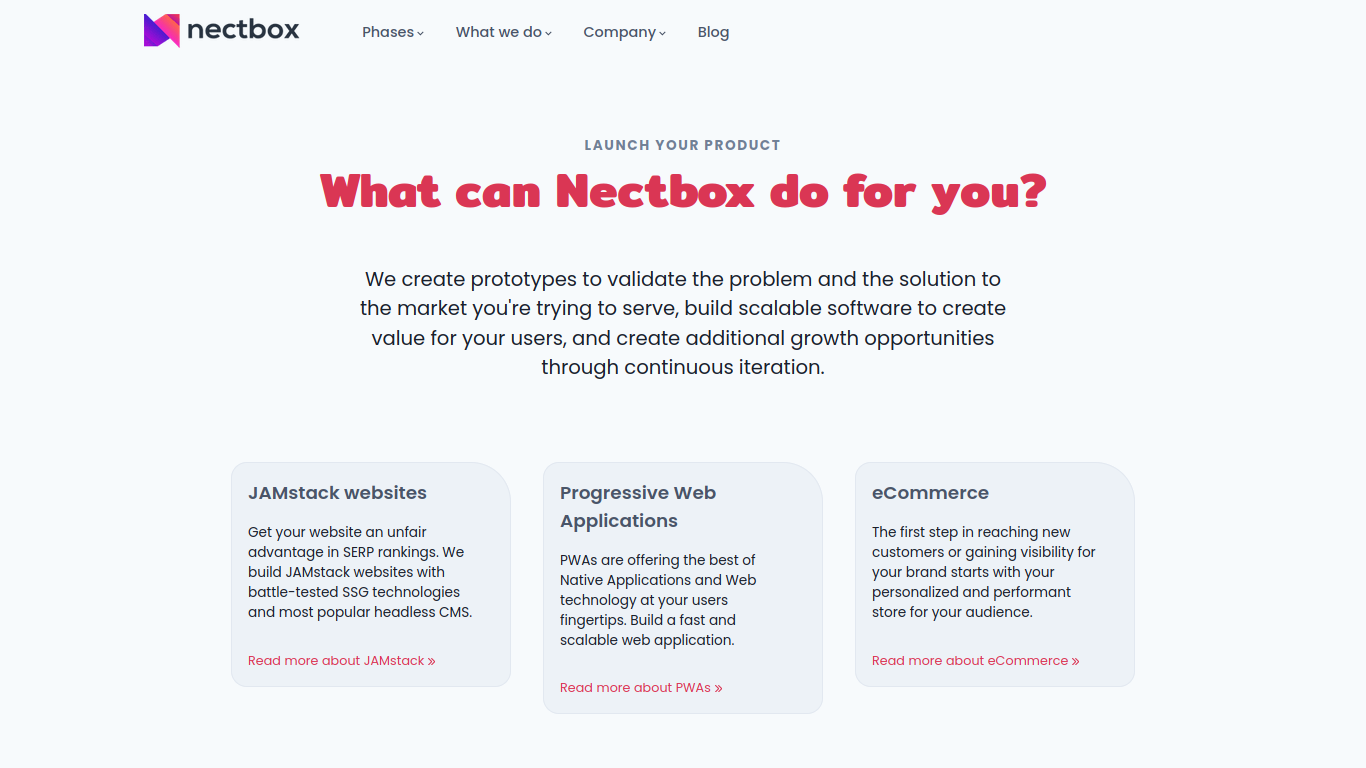 nectbox
Phases
What we do
Company
Blog
LAUNCH YOUR PRODUCT
What can Nectbox do for you?
We create prototypes to validate the problem and the solution to
the market you're trying to serve, build scalable software to create
value for your users, and create additional growth opportunities
through continuous iteration.
JAMstack websites
Get your website an unfair
advantage in SERP rankings. We
build JAMstack websites with
battle-tested SSG technologies
and most popular headless CMS.
Read more about JAMstack »
Progressive Web
Applications
PWAs are offering the best of
Native Applications and Web
technology at your users
fingertips. Build a fast and
scalable web application.
Read more about PWAs »
eCommerce
The first step in reaching new
customers or gaining visibility for
your brand starts with your
personalized and performant
store for your audience.
Read more about eCommerce »